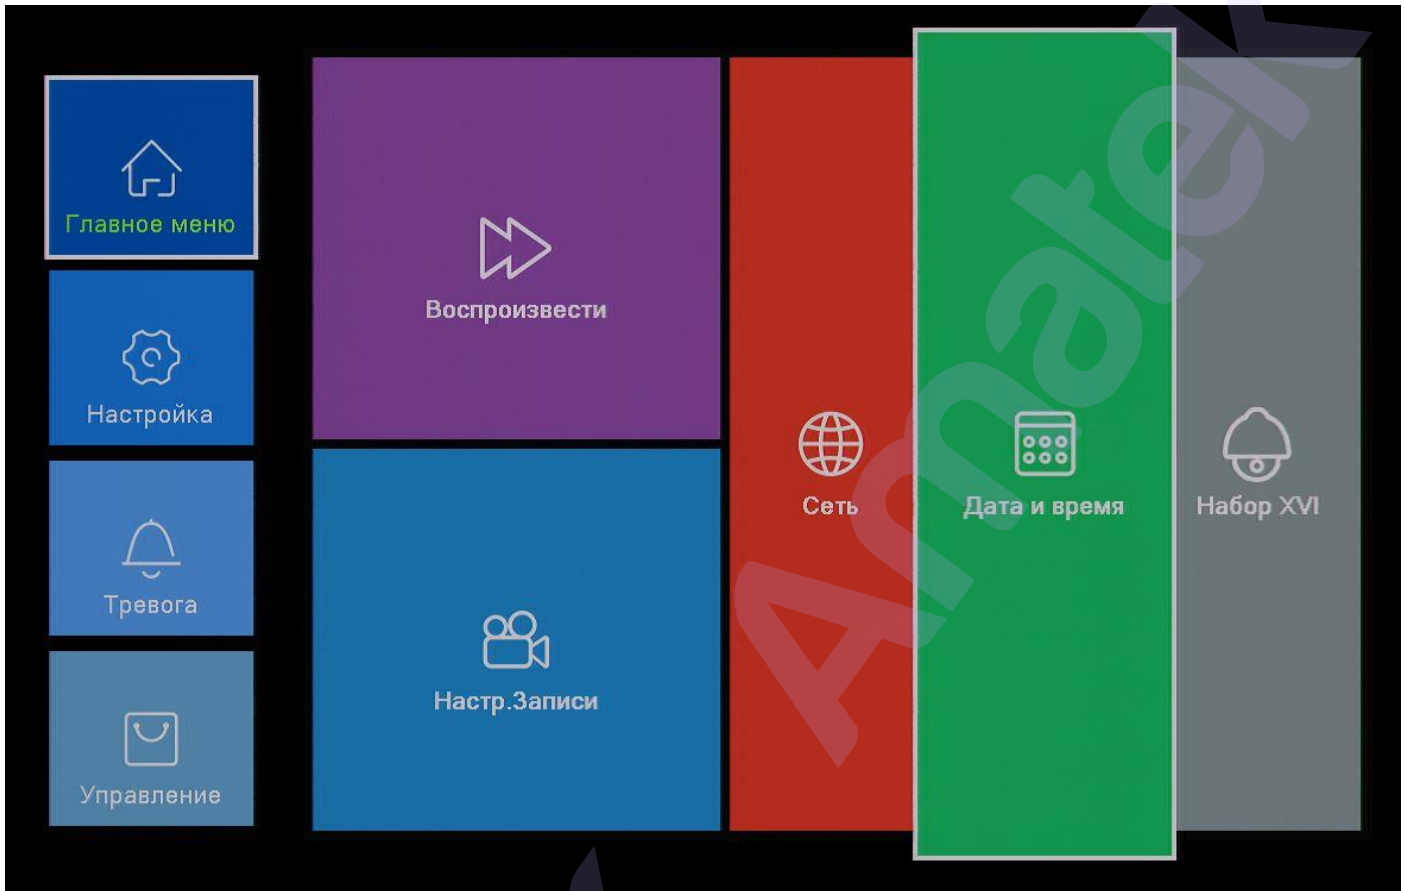 Главное меню
Настройка
Тревога
Управление
Воспроизвести
Настр.Записи
Сеть
Дата и время
Набор XVI
Amatek